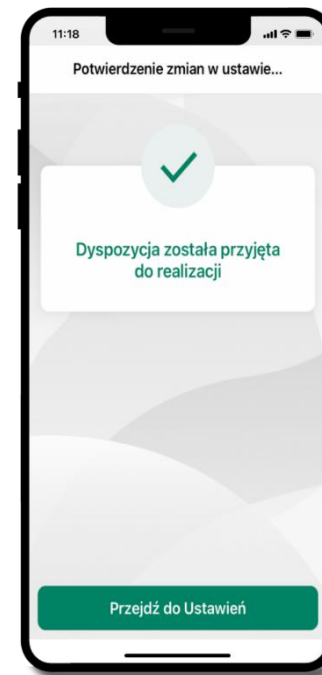 11:18
Potwierdzenie zmian w ustawie...
Dyspozycja została przyjęta
do realizacji
Przejdź do Ustawień